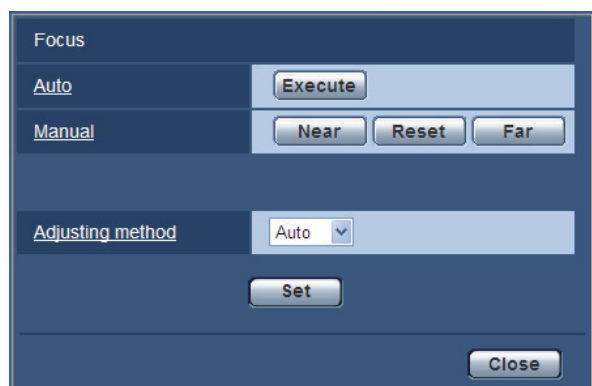 Focus
Auto Execute
Manual Near Reset Far
Adjusting method Auto
Set
Close